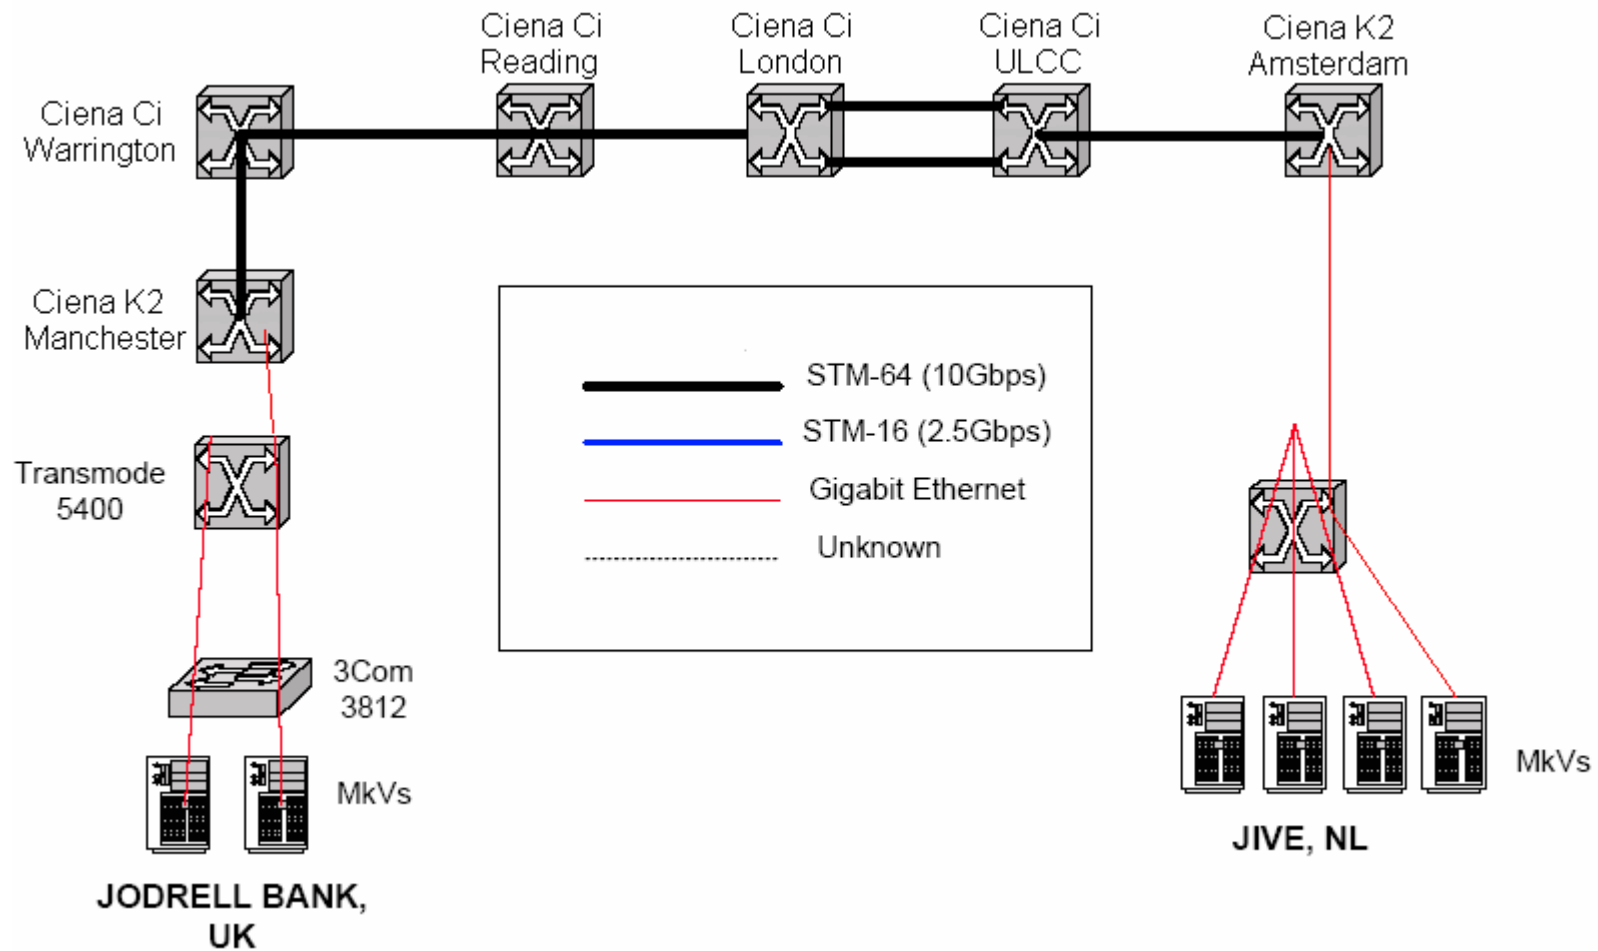 Ciena Ci
Reading
Ciena Ci
London
Ciena Ci
ULCC
Ciena K2
Amsterdam
Ciena Ci
Warrington
Ciena K2
Manchester
STM-64 (10Gbps)
STM-16 (2.5Gbps)
Gigabit Ethernet
Unknown
Transmode
5400
3Com
3812
MkVs
JODRELL BANK,
UK
MkVs
JIVE, NL